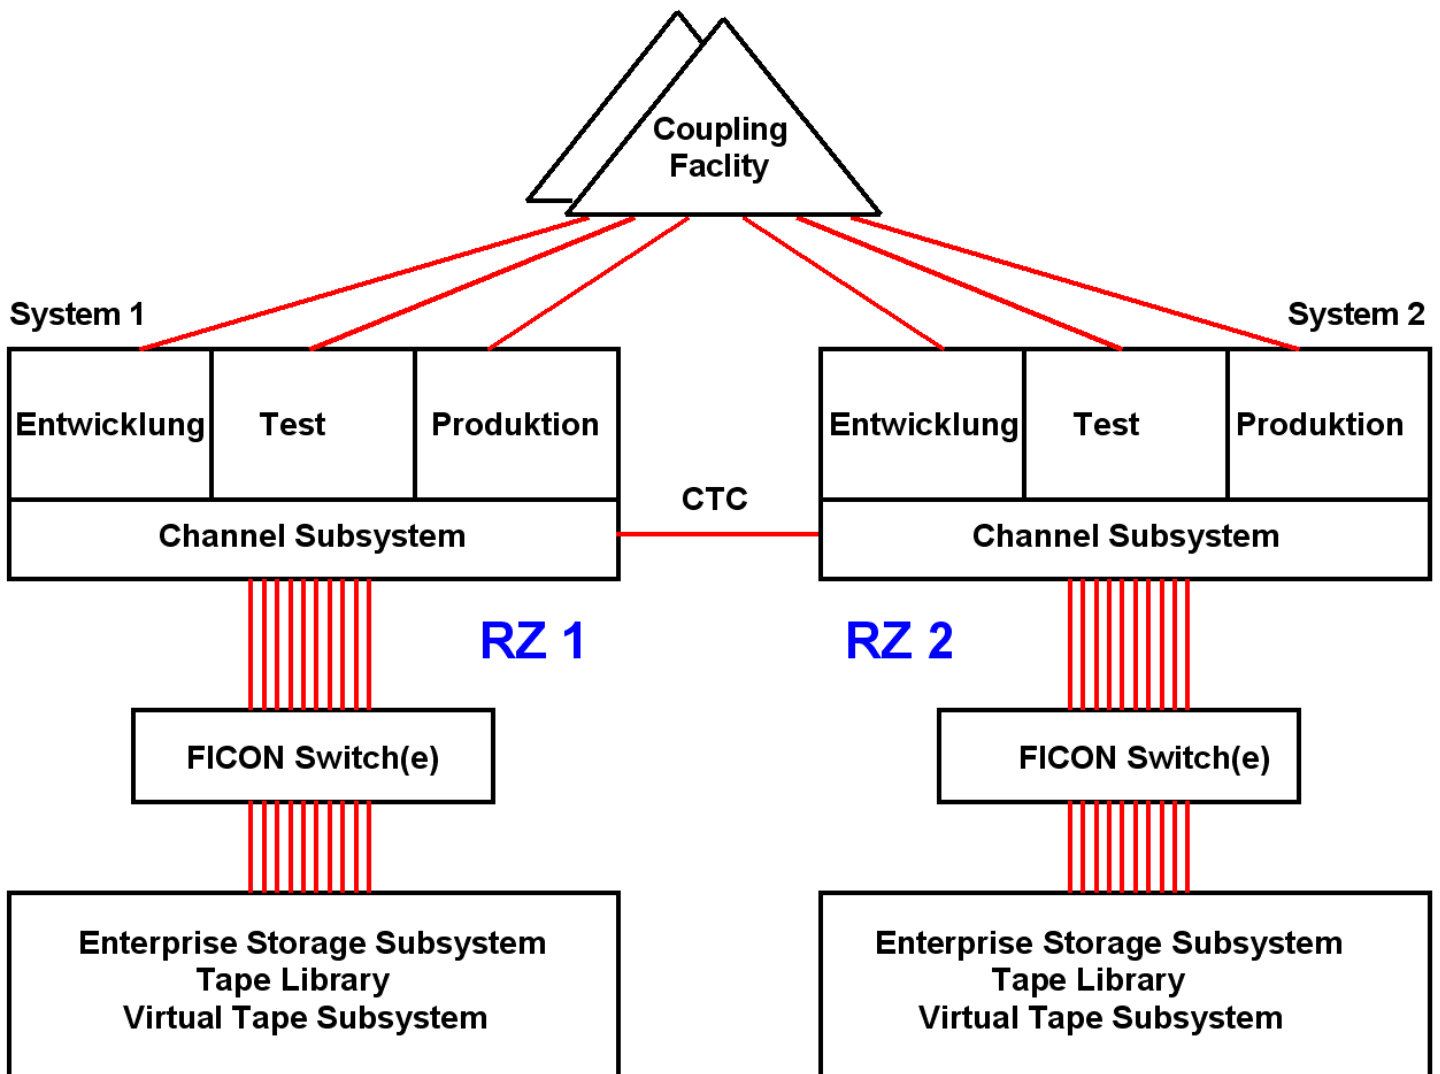 Coupling
Faclity
System 1
System 2
Entwicklung
Test
Produktion
Entwicklung
Test
Produktion
CTC
Channel Subsystem
Channel Subsystem
RZ 1
RZ 2
FICON Switch(e)
FICON Switch(e)
Enterprise Storage Subsystem
Tape Library
Virtual Tape Subsystem
Enterprise Storage Subsystem
Tape Library
Virtual Tape Subsystem